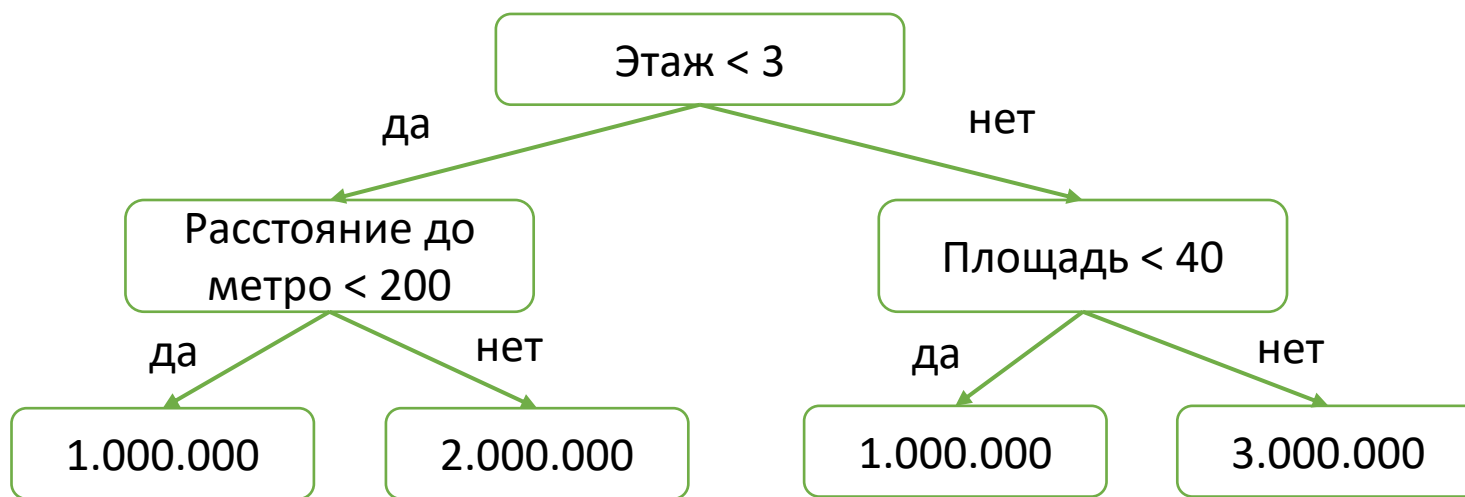 Этаж < 3
да
нет
Расстояние до
метро < 200
Площадь < 40
да
нет
да
нет
1.000.000
2.000.000
1.000.000
3.000.000